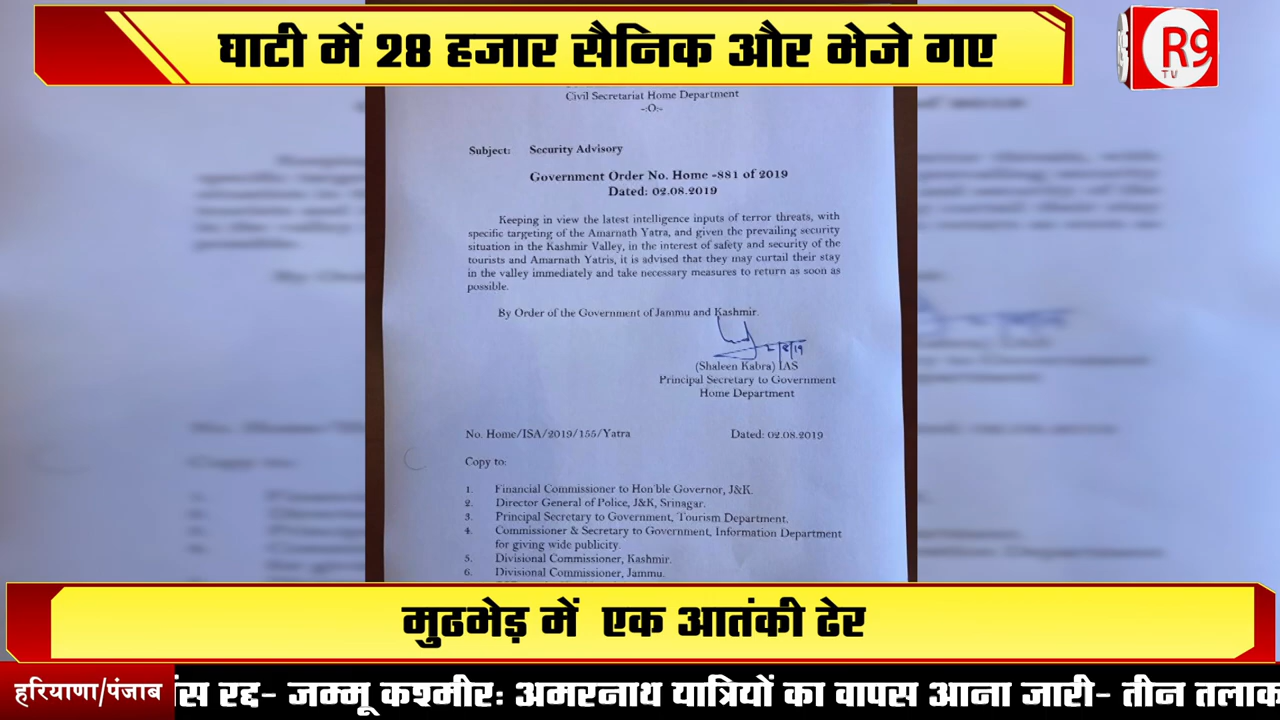 घाटी में 28 हजार सैनिक और भेजे गए
R9
TV
Civil Secretariat Home Department
-:O:-
Subject: Security Advisory
Government Order No. Home -881 of 2019
Dated: 02.08.2019
Keeping in view the latest intelligence inputs of terror threats, with
specific targeting of the Amarnath Yatra, and given the prevailing security
situation in the Kashmir Valley, in the interest of safety and security of the
tourists and Amarnath Yatris, it is advised that they may curtail their stay
in the valley immediately and take necessary measures to return as soon as
possible.
By Order of the Government of Jammu and Kashmir.
2/8/19
(Shaleen Kabra) IAS
Principal Secretary to Government
Home Department
No. Home/ISA/2019/155/Yatra Dated: 02.08.2019
Copy to:
1. Financial Commissioner to Hon'ble Governor, J&K.
2. Director General of Police, J&K, Srinagar.
3. Principal Secretary to Government, Tourism Department.
4. Commissioner & Secretary to Government, Information Department
for giving wide publicity.
5. Divisional Commissioner, Kashmir.
6. Divisional Commissioner, Jammu.
मुढभेड़ में एक आतंकी ढेर
हरियाणा/पंजाब
रद्द- जम्मू कश्मीरः अमरनाथ यात्रियों का वापस आना जारी- तीन तलाक